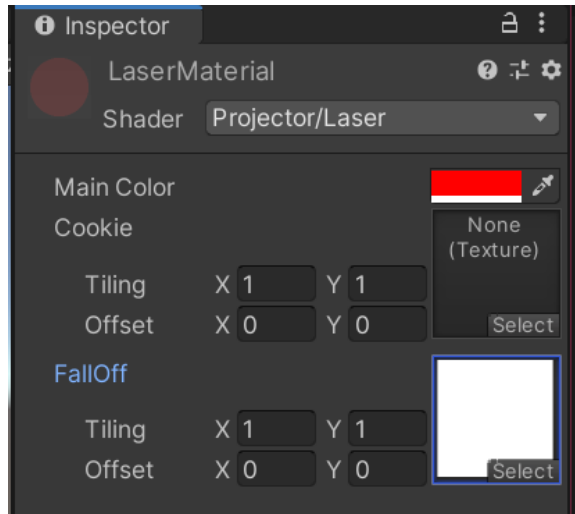 Inspector
LaserMaterial
Shader Projector/Laser
Main Color
Cookie
None
(Texture)
Tiling X 1 Y 1
Offset X 0 Y 0
Select
FallOff
Tiling X 1 Y 1
Offset X 0 Y 0
Select